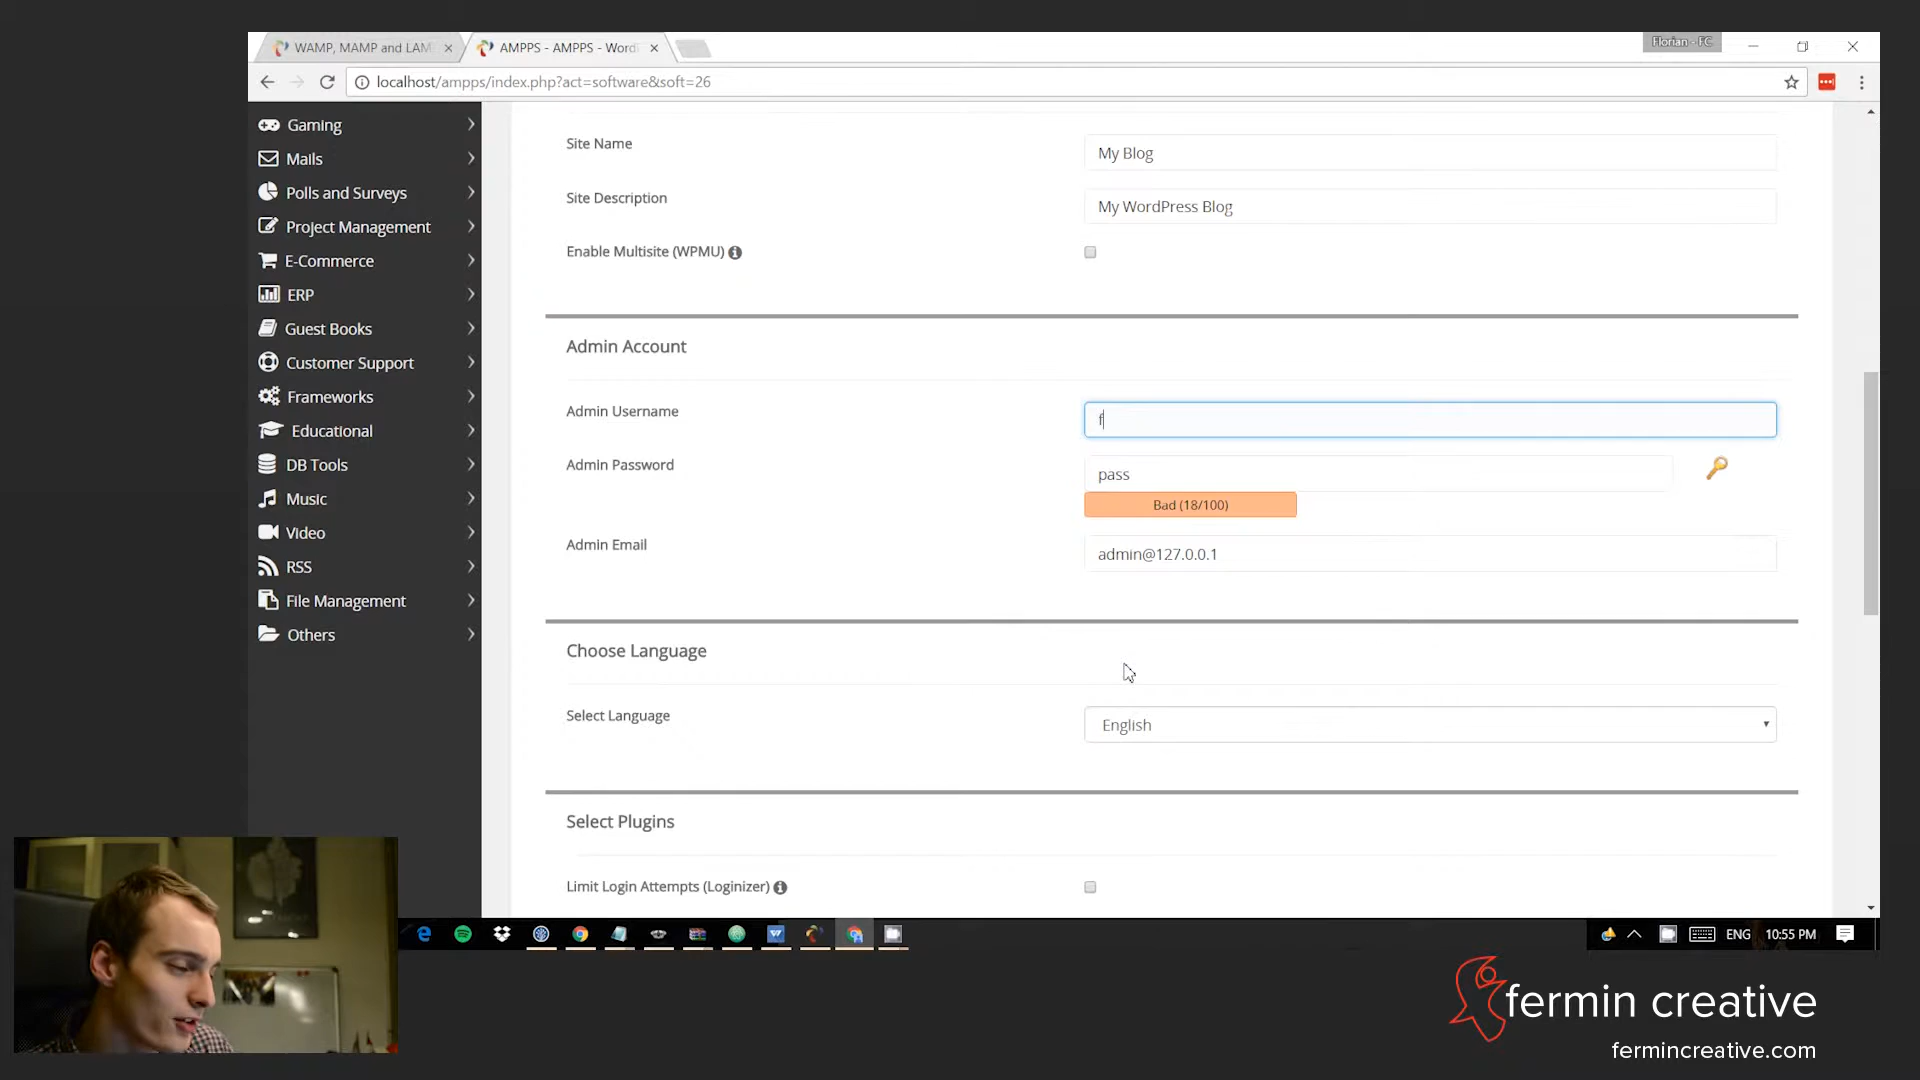 WAMP, MAMP and LAM
AMPPS - AMPPS - Word
Florian - FC
localhost/ampps/index.php?act=software&soft=26
Gaming
Mails
Polls and Surveys
Project Management
E-Commerce
ERP
Guest Books
Customer Support
Frameworks
Educational
DB Tools
Music
Video
RSS
File Management
Others
Site Name
My Blog
Site Description
My WordPress Blog
Enable Multisite (WPMU)
Admin Account
Admin Username
f
Admin Password
pass
Bad (18/100)
Admin Email
admin@127.0.0.1
Choose Language
Select Language
English
Select Plugins
Limit Login Attempts (Loginizer)
ENG
10:55 PM
fermin creative
fermincreative.com